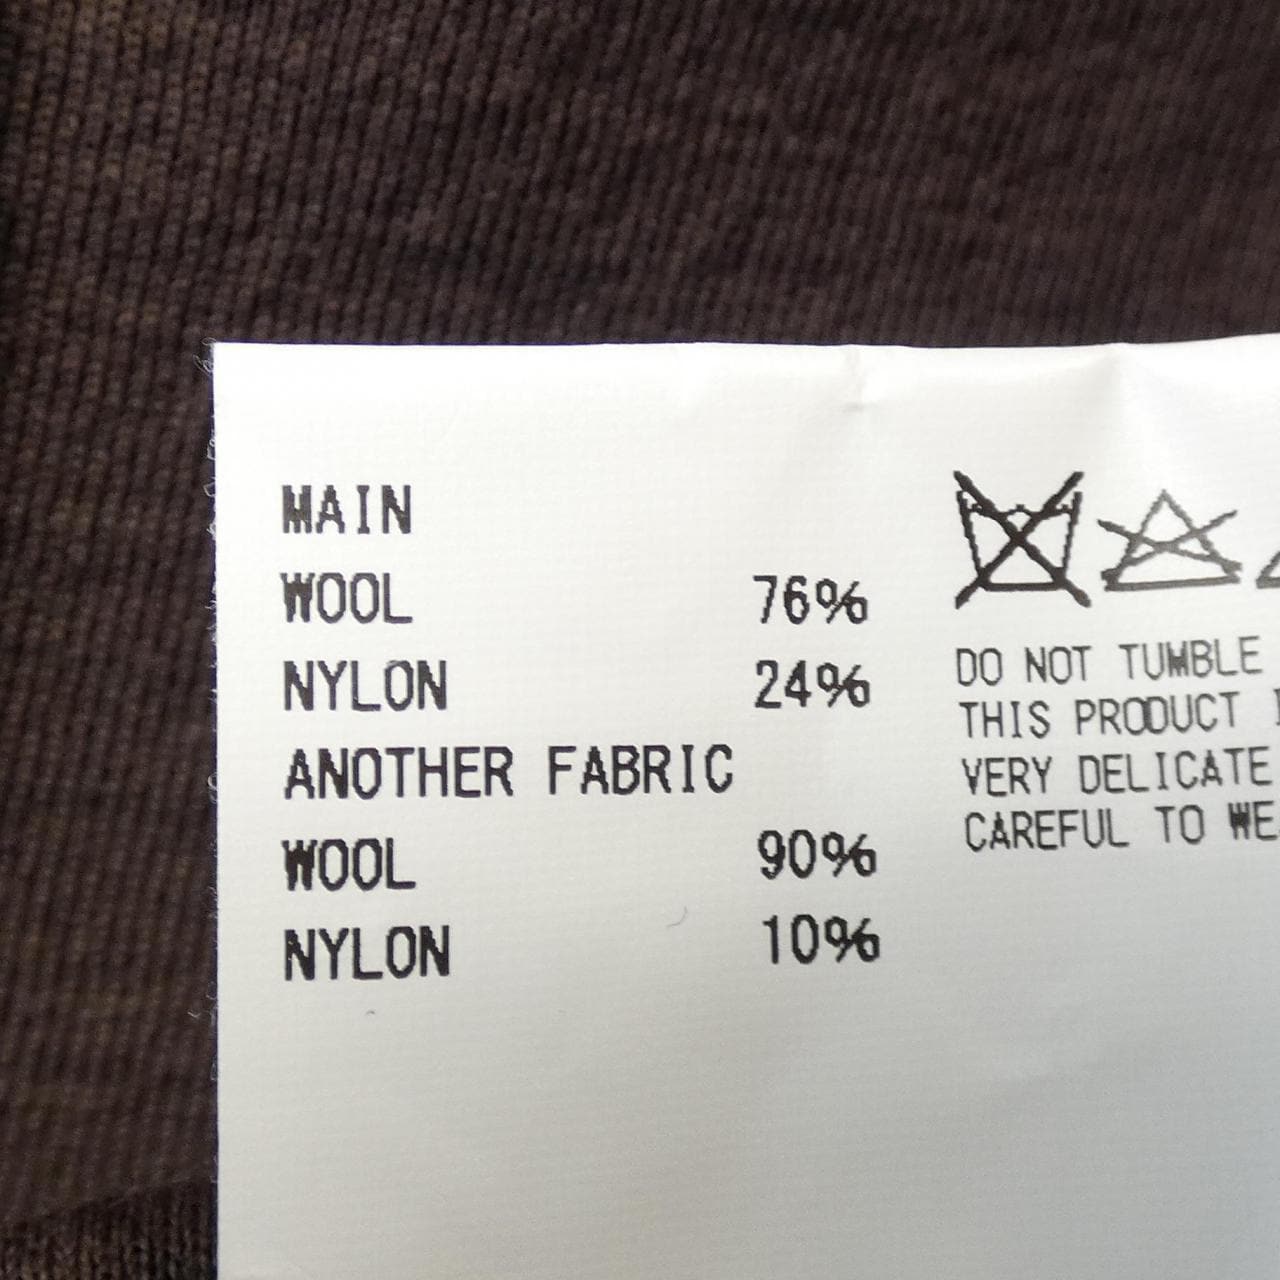 MAIN
WOOL 76%
NYLON 24%
ANOTHER FABRIC
WOOL 90%
NYLON 10%
DO NOT TUMBLE
THIS PRODUCT
VERY DELICATE
CAREFUL TO